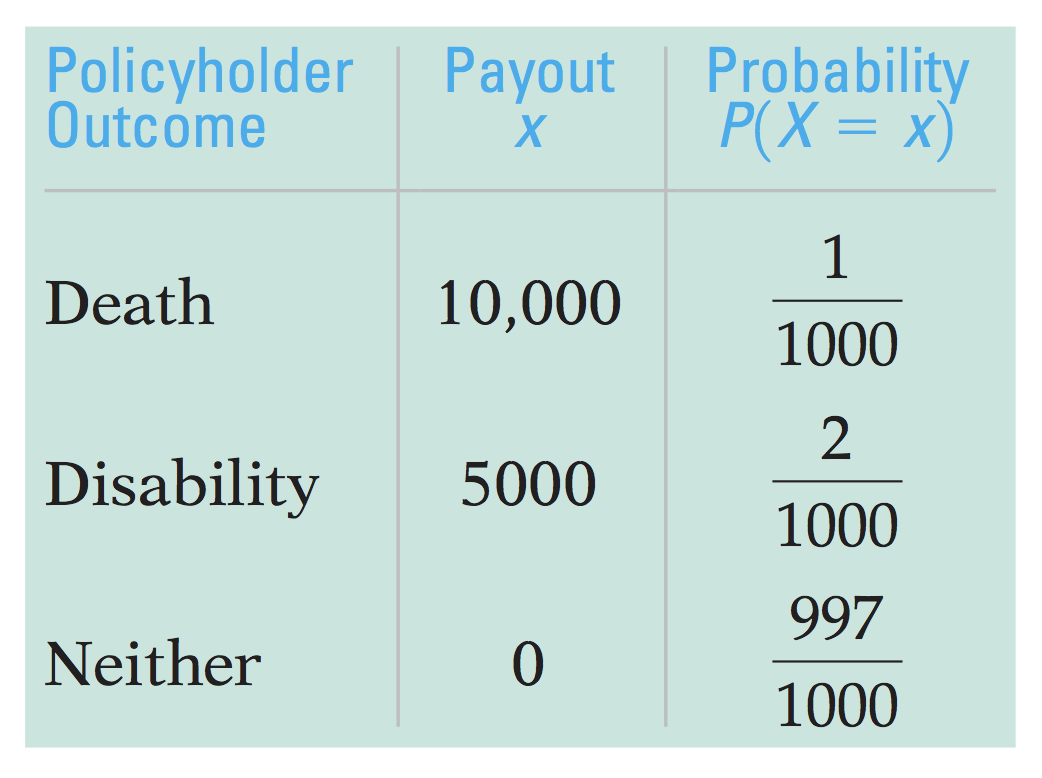 Policyholder Outcome | Payout x | Probability P(X = x)
Death | 10,000 | 1/1000
Disability | 5000 | 2/1000
Neither | 0 | 997/1000